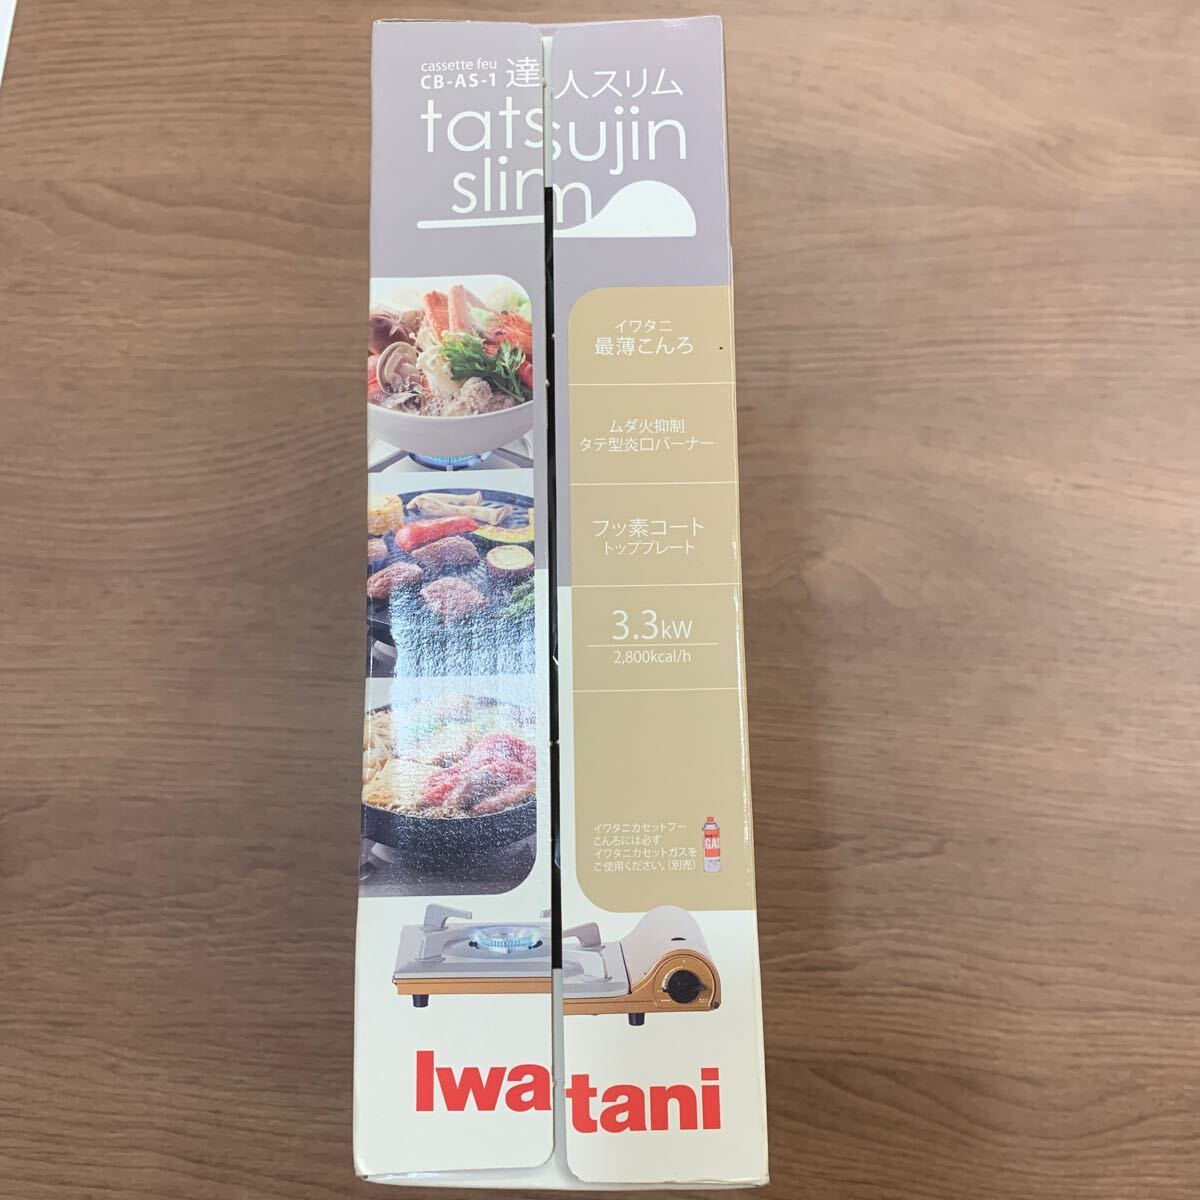 cassette feu
CB-AS-1 達人スリム
tatsujin
slim
イワタニ
最薄こんろ
ムダ火抑制
タテ型炎口バーナー
フッ素コート
トッププレート
3.3kW
2,800kcal/h
イワタニカセットフー
こんろには必ず
イワタニカセットガスを
ご使用ください。(別売)
GAS
Iwatani